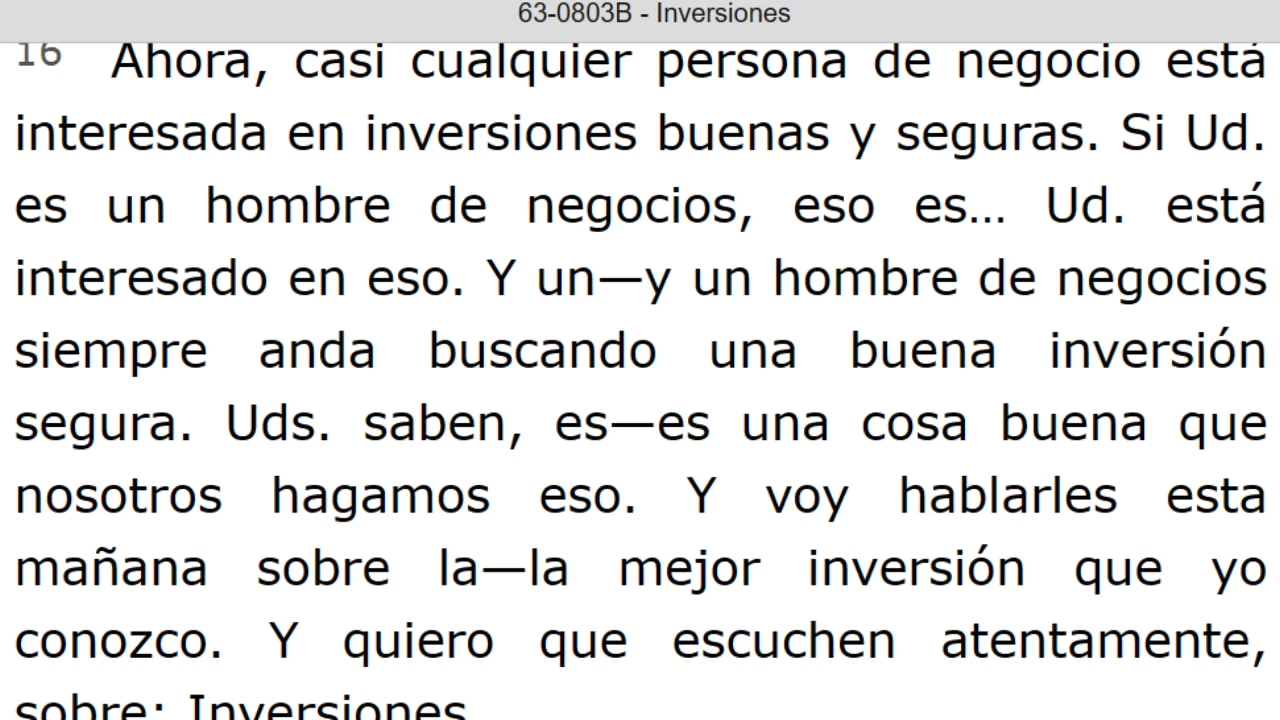 63-0803B - Inversiones
16 Ahora, casi cualquier persona de negocio está
interesada en inversiones buenas y seguras. Si Ud.
es un hombre de negocios, eso es… Ud. está
interesado en eso. Y un—y un hombre de negocios
siempre anda buscando una buena inversión
segura. Uds. saben, es—es una cosa buena que
nosotros hagamos eso. Y voy hablarles esta
mañana sobre la—la mejor inversión que yo
conozco. Y quiero que escuchen atentamente,
sobre: Inversiones.